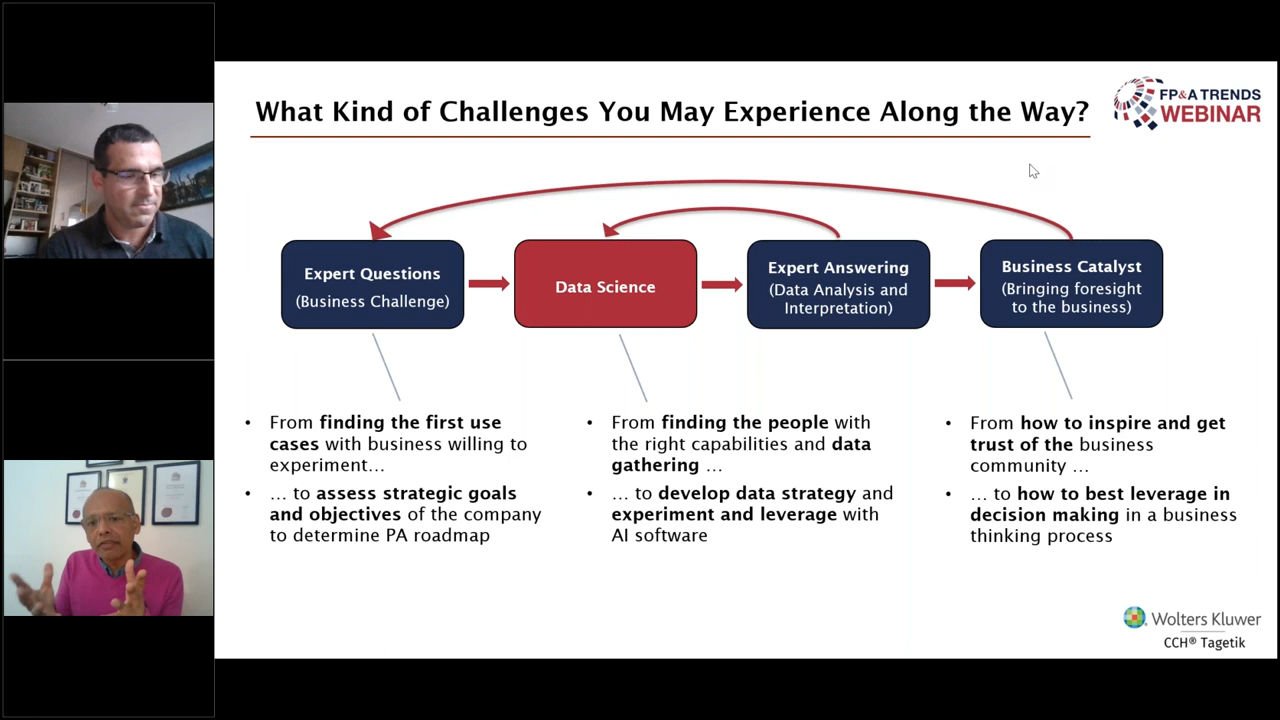 What Kind of Challenges You May Experience Along the Way?
FP&A TRENDS
WEBINAR
Expert Questions
(Business Challenge)
Data Science
Expert Answering
(Data Analysis and
Interpretation)
Business Catalyst
(Bringing foresight
to the business)
• From finding the first use
cases with business willing to
experiment...
• ... to assess strategic goals
and objectives of the company
to determine PA roadmap
• From finding the people with
the right capabilities and data
gathering ...
• ... to develop data strategy and
experiment and leverage with
AI software
• From how to inspire and get
trust of the business
community ...
• ... to how to best leverage in
decision making in a business
thinking process
Wolters Kluwer
CCH® Tagetik